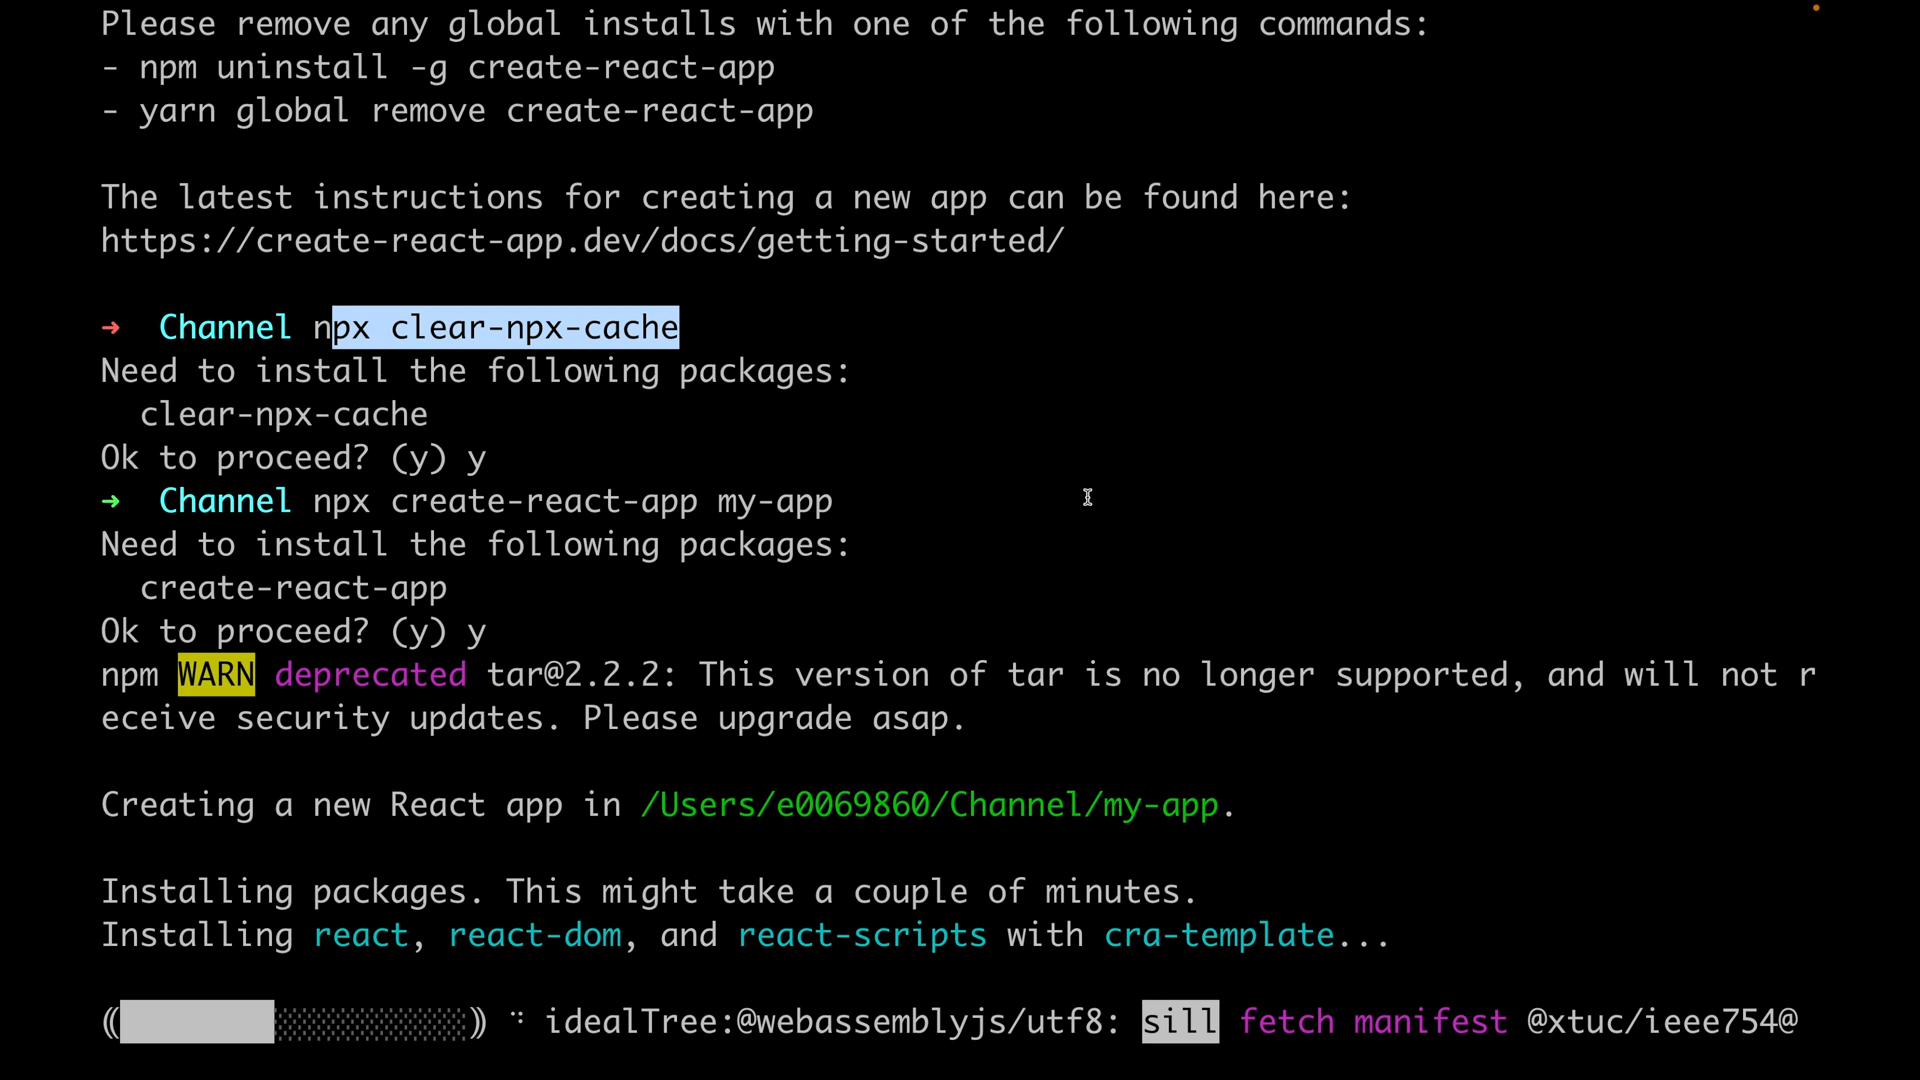 Please remove any global installs with one of the following commands:
- npm uninstall -g create-react-app
- yarn global remove create-react-app
The latest instructions for creating a new app can be found here:
https://create-react-app.dev/docs/getting-started/
➜  Channel npx clear-npx-cache
Need to install the following packages:
  clear-npx-cache
Ok to proceed? (y) y
➜  Channel npx create-react-app my-app
Need to install the following packages:
  create-react-app
Ok to proceed? (y) y
npm WARN deprecated tar@2.2.2: This version of tar is no longer supported, and will not r
eceive security updates. Please upgrade asap.
Creating a new React app in /Users/e0069860/Channel/my-app.
Installing packages. This might take a couple of minutes.
Installing react, react-dom, and react-scripts with cra-template...
idealTree:@webassemblyjs/utf8: sill fetch manifest @xtuc/ieee754@